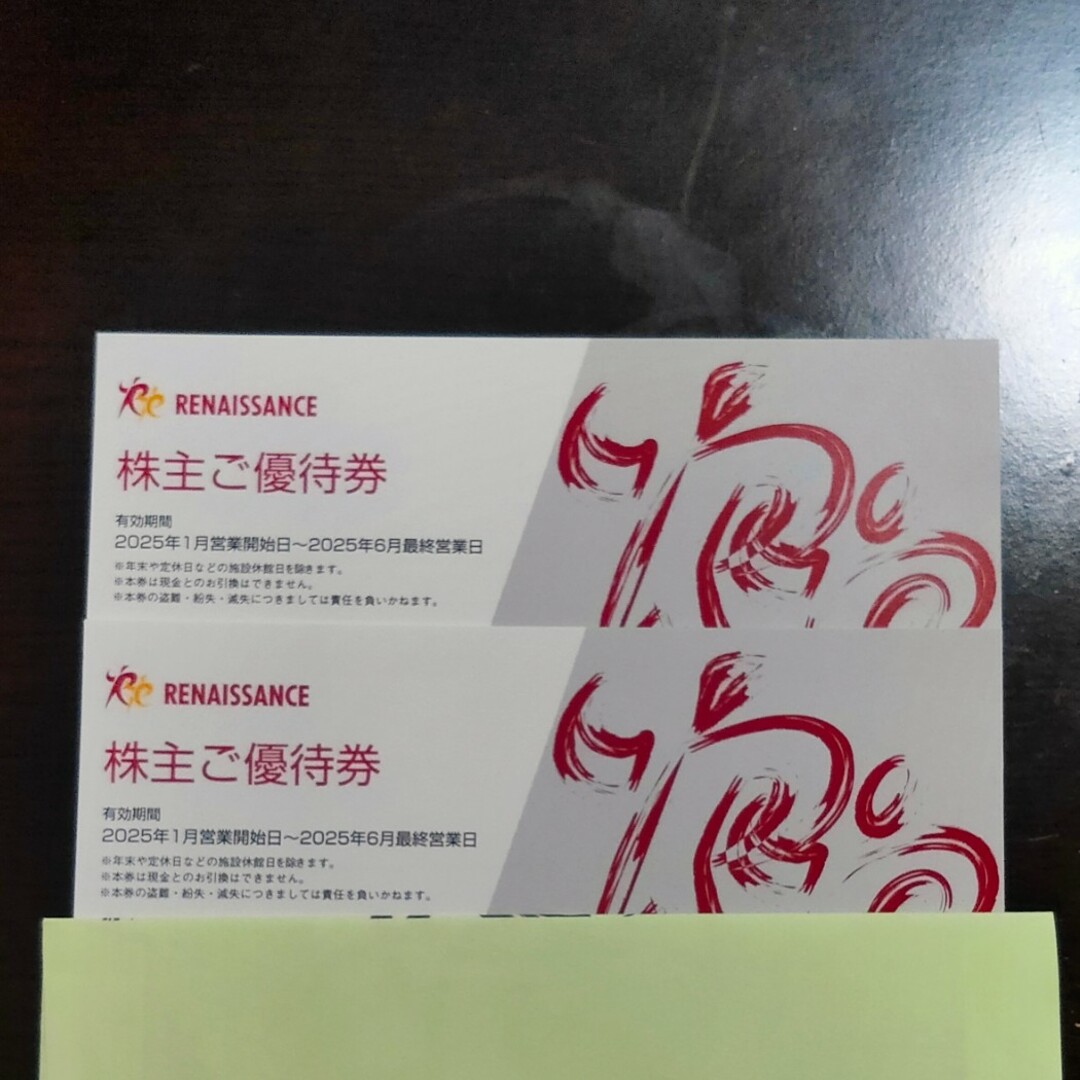 RENAISSANCE
株主ご優待券
有効期間
2025年1月営業開始日～2025年6月最終営業日
※年末や定休日などの施設休館日を除きます。
※本券は現金とのお引換はできません。
※本券の盗難・紛失・滅失につきましては責任を負いかねます。
RENAISSANCE
株主ご優待券
有効期間
2025年1月営業開始日～2025年6月最終営業日
※年末や定休日などの施設休館日を除きます。
※本券は現金とのお引換はできません。
※本券の盗難・紛失・滅失につきましては責任を負いかねます。